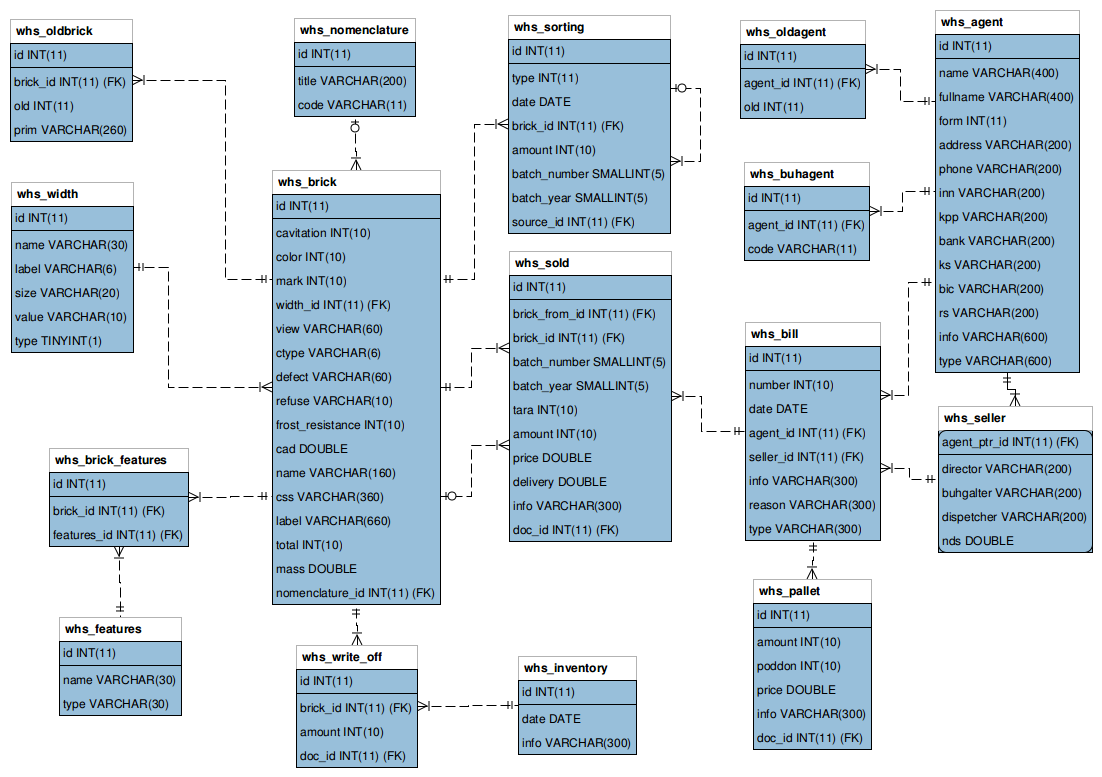 whs_oldbrick
id INT(11)
brick_id INT(11) (FK)
old INT(11)
prim VARCHAR(260)
whs_nomenclature
id INT(11)
title VARCHAR(200)
code VARCHAR(11)
whs_sorting
id INT(11)
type INT(11)
date DATE
brick_id INT(11) (FK)
amount INT(10)
batch_number SMALLINT(5)
batch_year SMALLINT(5)
source_id INT(11) (FK)
whs_oldagent
id INT(11)
agent_id INT(11) (FK)
old INT(11)
whs_agent
id INT(11)
name VARCHAR(400)
fullname VARCHAR(400)
form INT(11)
address VARCHAR(200)
phone VARCHAR(200)
inn VARCHAR(200)
kpp VARCHAR(200)
bank VARCHAR(200)
ks VARCHAR(200)
bic VARCHAR(200)
rs VARCHAR(200)
info VARCHAR(600)
type VARCHAR(600)
whs_width
id INT(11)
name VARCHAR(30)
label VARCHAR(6)
size VARCHAR(20)
value VARCHAR(10)
type TINYINT(1)
whs_brick
id INT(11)
cavitation INT(10)
color INT(10)
mark INT(10)
width_id INT(11) (FK)
view VARCHAR(60)
ctype VARCHAR(6)
defect VARCHAR(60)
refuse VARCHAR(10)
frost_resistance INT(10)
cad DOUBLE
name VARCHAR(160)
css VARCHAR(360)
label VARCHAR(660)
total INT(10)
mass DOUBLE
nomenclature_id INT(11) (FK)
whs_buhagent
id INT(11)
agent_id INT(11) (FK)
code VARCHAR(11)
whs_sold
id INT(11)
brick_from_id INT(11) (FK)
brick_id INT(11) (FK)
batch_number SMALLINT(5)
batch_year SMALLINT(5)
tara INT(10)
amount INT(10)
price DOUBLE
delivery DOUBLE
info VARCHAR(300)
doc_id INT(11) (FK)
whs_bill
id INT(11)
number INT(10)
date DATE
agent_id INT(11) (FK)
seller_id INT(11) (FK)
info VARCHAR(300)
reason VARCHAR(300)
type VARCHAR(300)
whs_seller
agent_ptr_id INT(11) (FK)
director VARCHAR(200)
buhgalter VARCHAR(200)
dispetcher VARCHAR(200)
nds DOUBLE
whs_brick_features
id INT(11)
brick_id INT(11) (FK)
features_id INT(11) (FK)
whs_features
id INT(11)
name VARCHAR(30)
type VARCHAR(30)
whs_write_off
id INT(11)
brick_id INT(11) (FK)
amount INT(10)
doc_id INT(11) (FK)
whs_inventory
id INT(11)
date DATE
info VARCHAR(300)
whs_pallet
id INT(11)
amount INT(10)
poddon INT(10)
price DOUBLE
info VARCHAR(300)
doc_id INT(11) (FK)